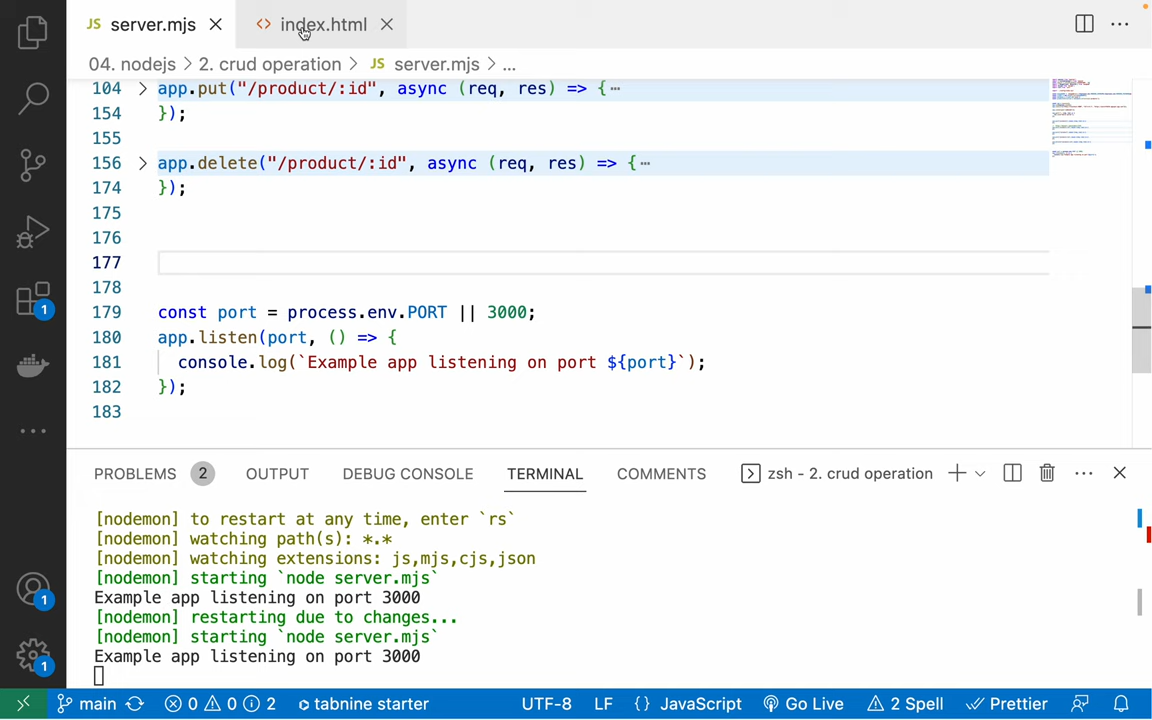 JS server.mjs × <> index.html ×
04. nodejs > 2. crud operation > JS server.mjs > ...
104 > app.put("/product/:id", async (req, res) => {…
154 });
155
156 > app.delete("/product/:id", async (req, res) => {…
174 });
175
176
177
178
179 const port = process.env.PORT || 3000;
180 app.listen(port, () => {
181 console.log(`Example app listening on port ${port}`);
182 });
183
PROBLEMS 2 OUTPUT DEBUG CONSOLE TERMINAL COMMENTS zsh - 2. crud operation
[nodemon] to restart at any time, enter `rs`
[nodemon] watching path(s): *.*
[nodemon] watching extensions: js,mjs,cjs,json
[nodemon] starting `node server.mjs`
Example app listening on port 3000
[nodemon] restarting due to changes...
[nodemon] starting `node server.mjs`
Example app listening on port 3000
1
1
1
main 0 0 2 tabnine starter UTF-8 LF {} JavaScript Go Live 2 Spell Prettier